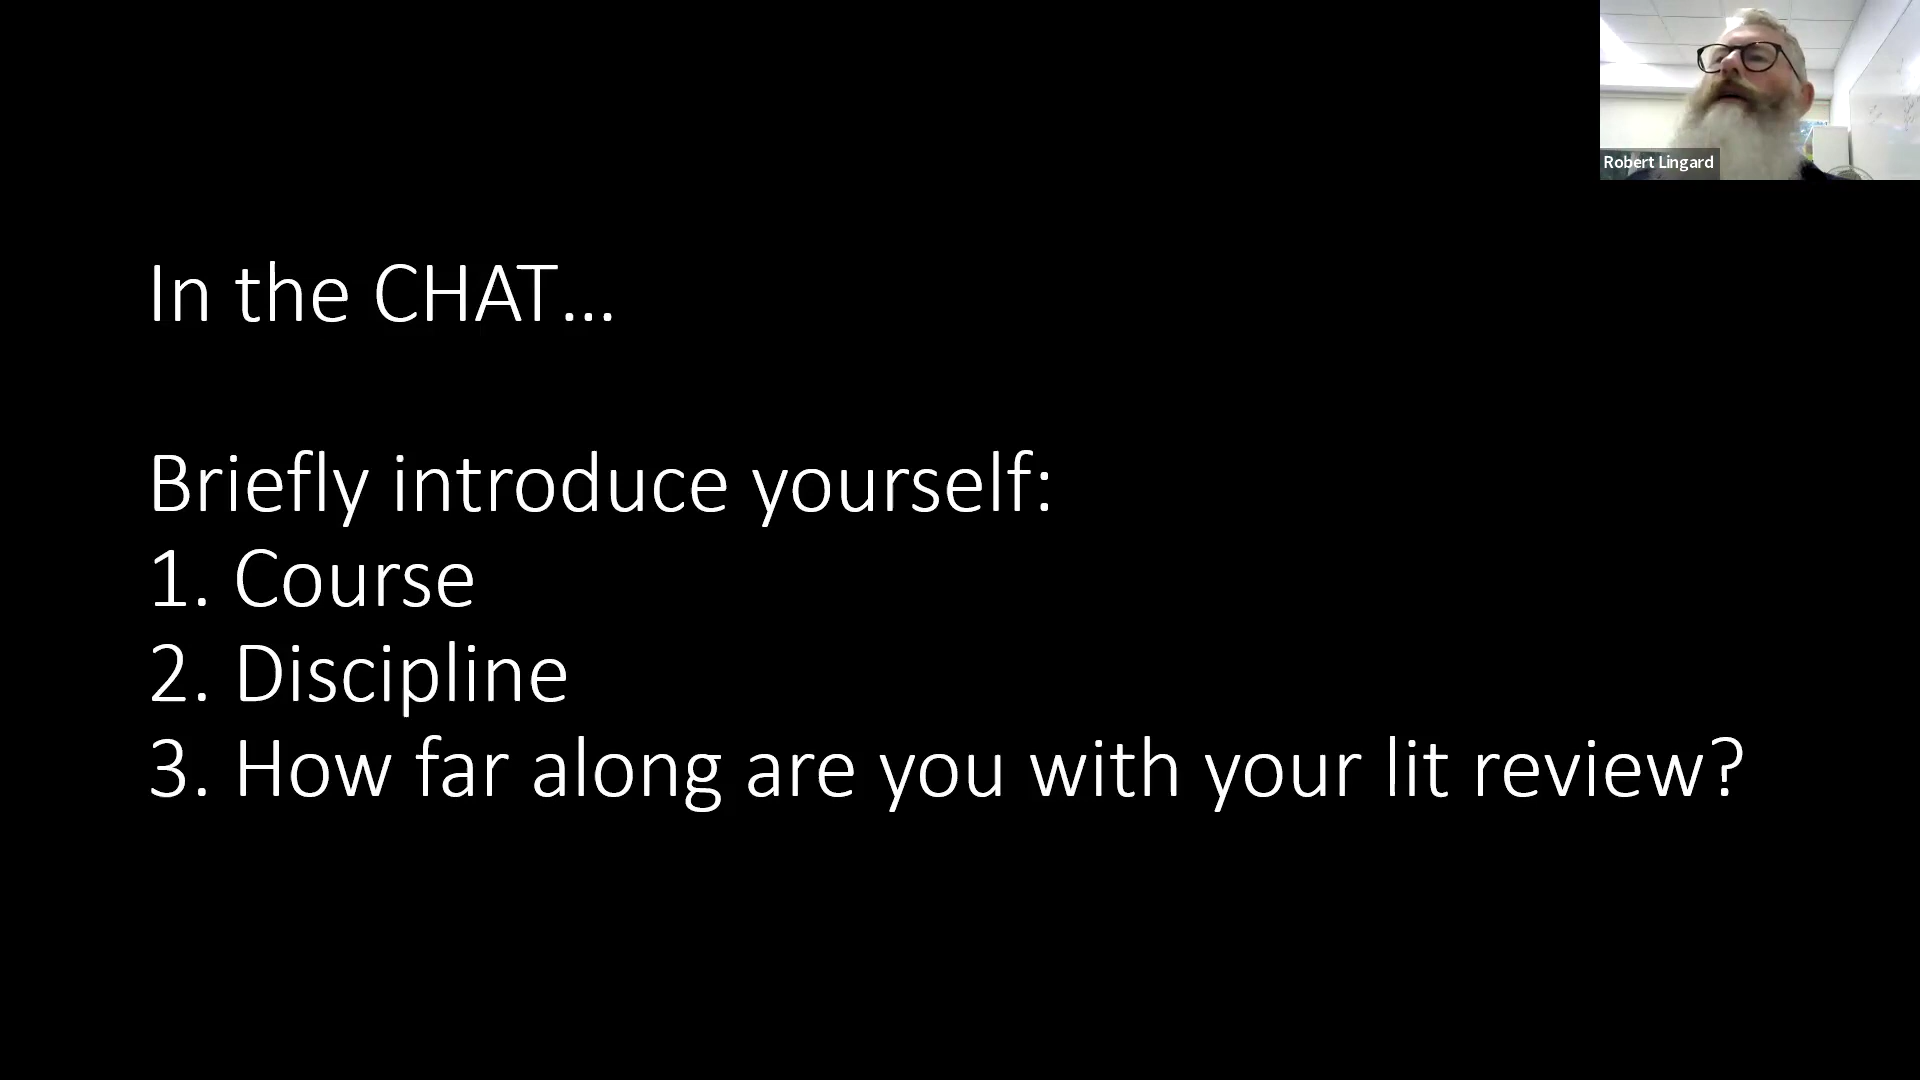 Robert Lingard
In the CHAT...
Briefly introduce yourself:
1. Course
2. Discipline
3. How far along are you with your lit review?